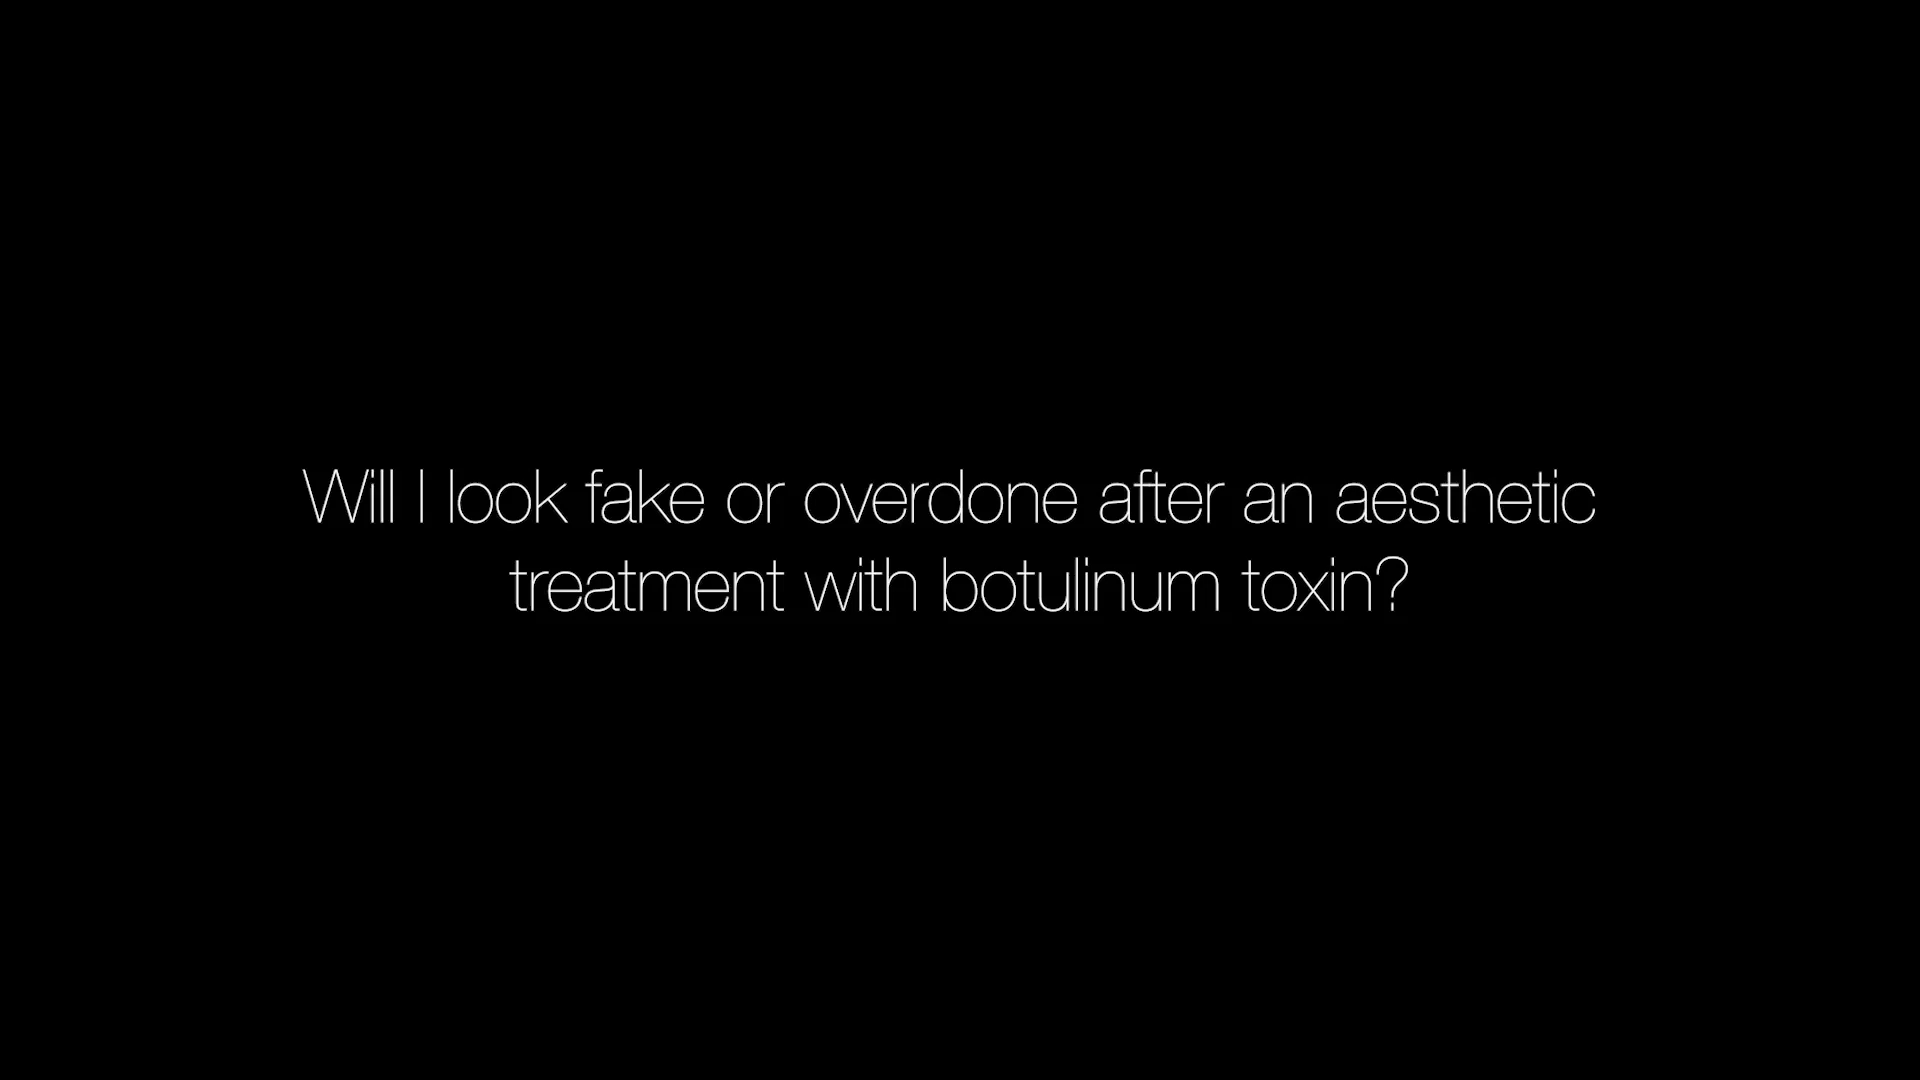 Will I look fake or overdone after an aesthetic
treatment with botulinum toxin?